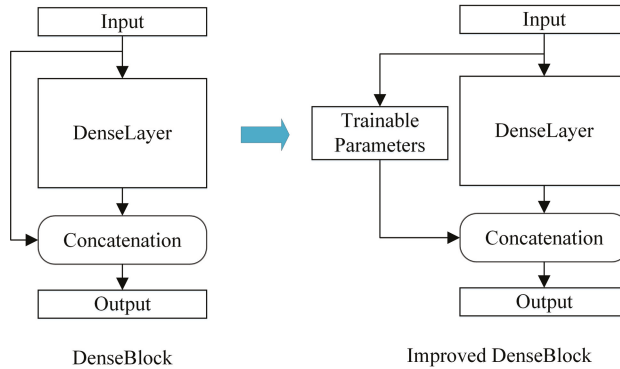 Input
DenseLayer
Concatenation
Output
DenseBlock
Input
Trainable
Parameters
DenseLayer
Concatenation
Output
Improved DenseBlock